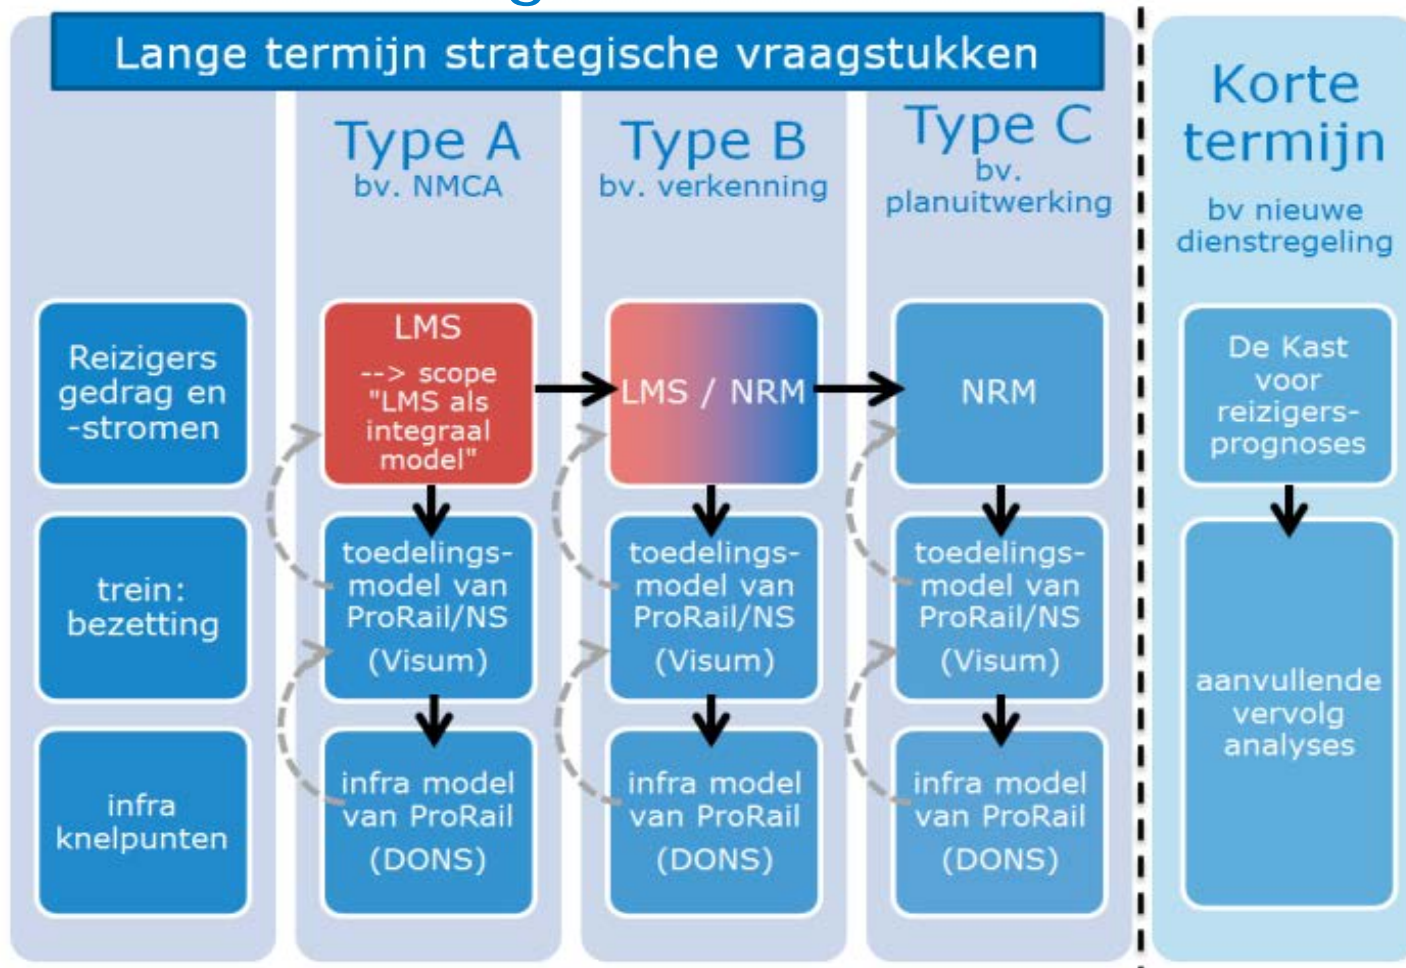 Lange termijn strategische vraagstukken
Type A
bv. NMCA
Type B
bv. verkenning
Type C
bv.
planuitwerking
Korte
termijn
bv nieuwe
dienstregeling
Reizigers
gedrag en
-stromen
LMS
--> scope
"LMS als
integraal
model"
LMS / NRM
NRM
De Kast
voor
reizigers-
prognoses
trein:
bezetting
toedelings-
model van
ProRail/NS
(Visum)
toedelings-
model van
ProRail/NS
(Visum)
toedelings-
model van
ProRail/NS
(Visum)
aanvullende
vervolg
analyses
infra
knelpunten
infra model
van ProRail
(DONS)
infra model
van ProRail
(DONS)
infra model
van ProRail
(DONS)